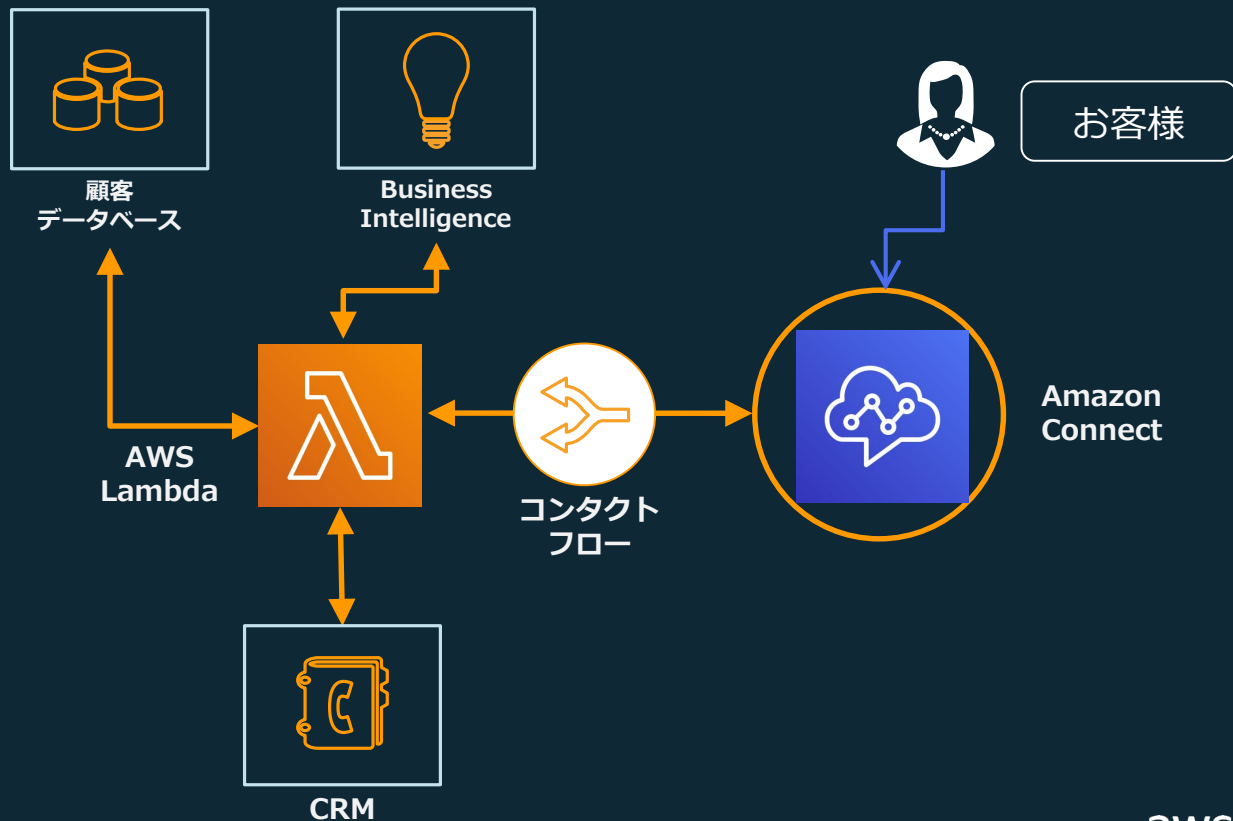 顧客
データベース
Business
Intelligence
お客様
AWS
Lambda
コンタクト
フロー
Amazon
Connect
CRM
aws